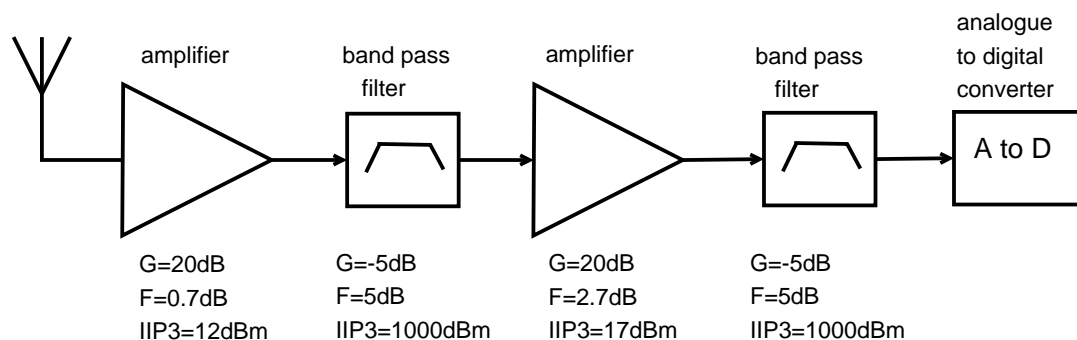 amplifier
band pass
filter
amplifier
band pass
filter
analogue
to digital
converter
A to D
G=20dB
F=0.7dB
IIP3=12dBm
G=-5dB
F=5dB
IIP3=1000dBm
G=20dB
F=2.7dB
IIP3=17dBm
G=-5dB
F=5dB
IIP3=1000dBm